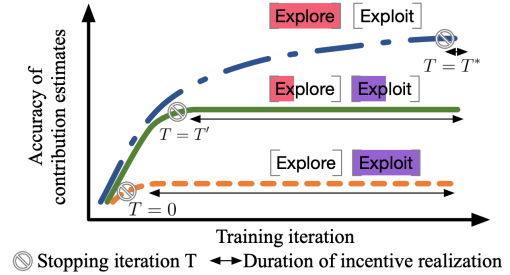 Explore Exploit
T = T*
Explore Exploit
T = T′
Explore Exploit
T = 0
Accuracy of
contribution estimates
Training iteration
Stopping iteration T Duration of incentive realization